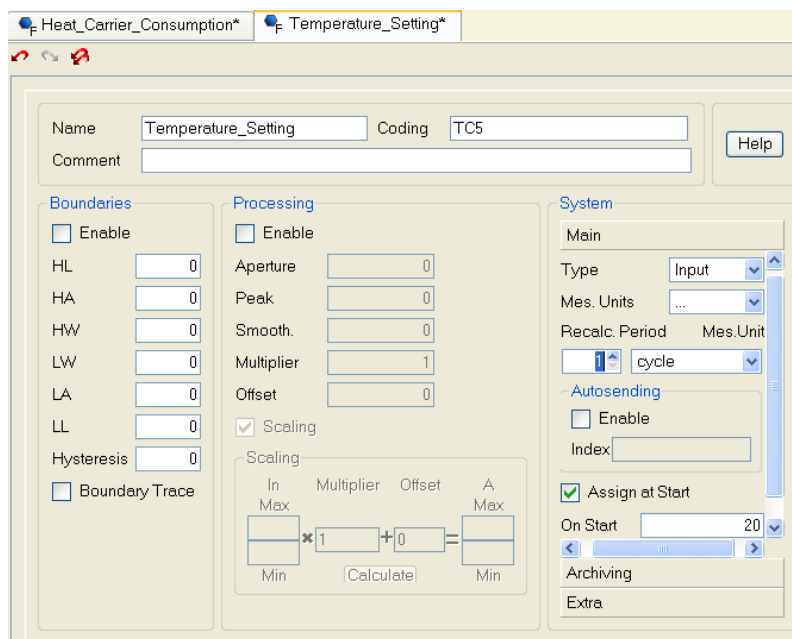 Heat_Carrier_Consumption* Temperature_Setting*
Name Temperature_Setting Coding TC5
Comment
Help
Boundaries
Enable
HL 0
HA 0
HW 0
LW 0
LA 0
LL 0
Hysteresis 0
Boundary Trace
Processing
Enable
Aperture 0
Peak 0
Smooth. 0
Multiplier 1
Offset 0
Scaling
Scaling
In Multiplier Offset A
Max Max
×1 +0 =
Min Calculate Min
System
Main
Type Input
Mes. Units ...
Recalc. Period Mes.Unit
1 cycle
Autosending
Enable
Index
Assign at Start
On Start 20
Archiving
Extra